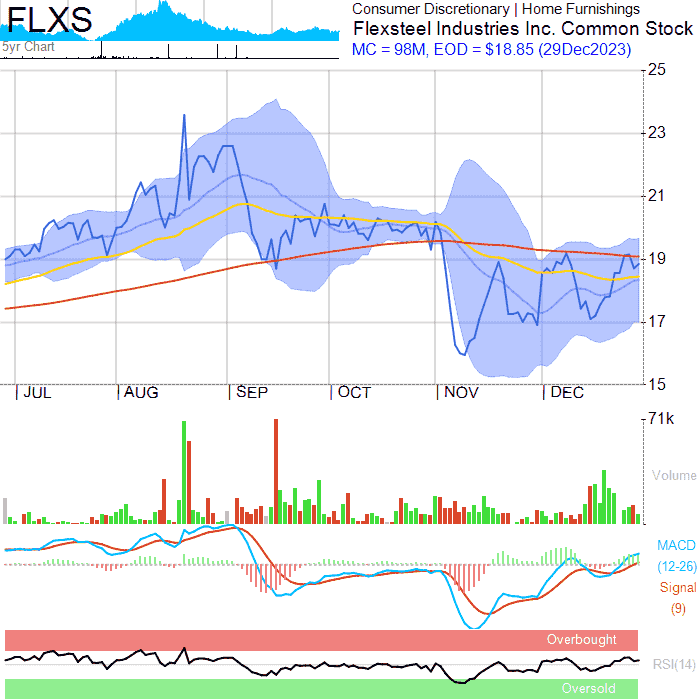 FLXS
5yr Chart
Consumer Discretionary | Home Furnishings
Flexsteel Industries Inc. Common Stock
MC = 98M, EOD = $18.85 (29Dec2023)
25
23
21
19
17
15
JUL
AUG
SEP
OCT
NOV
DEC
71k
Volume
MACD
(12-26)
Signal
(9)
Overbought
RSI(14)
Oversold